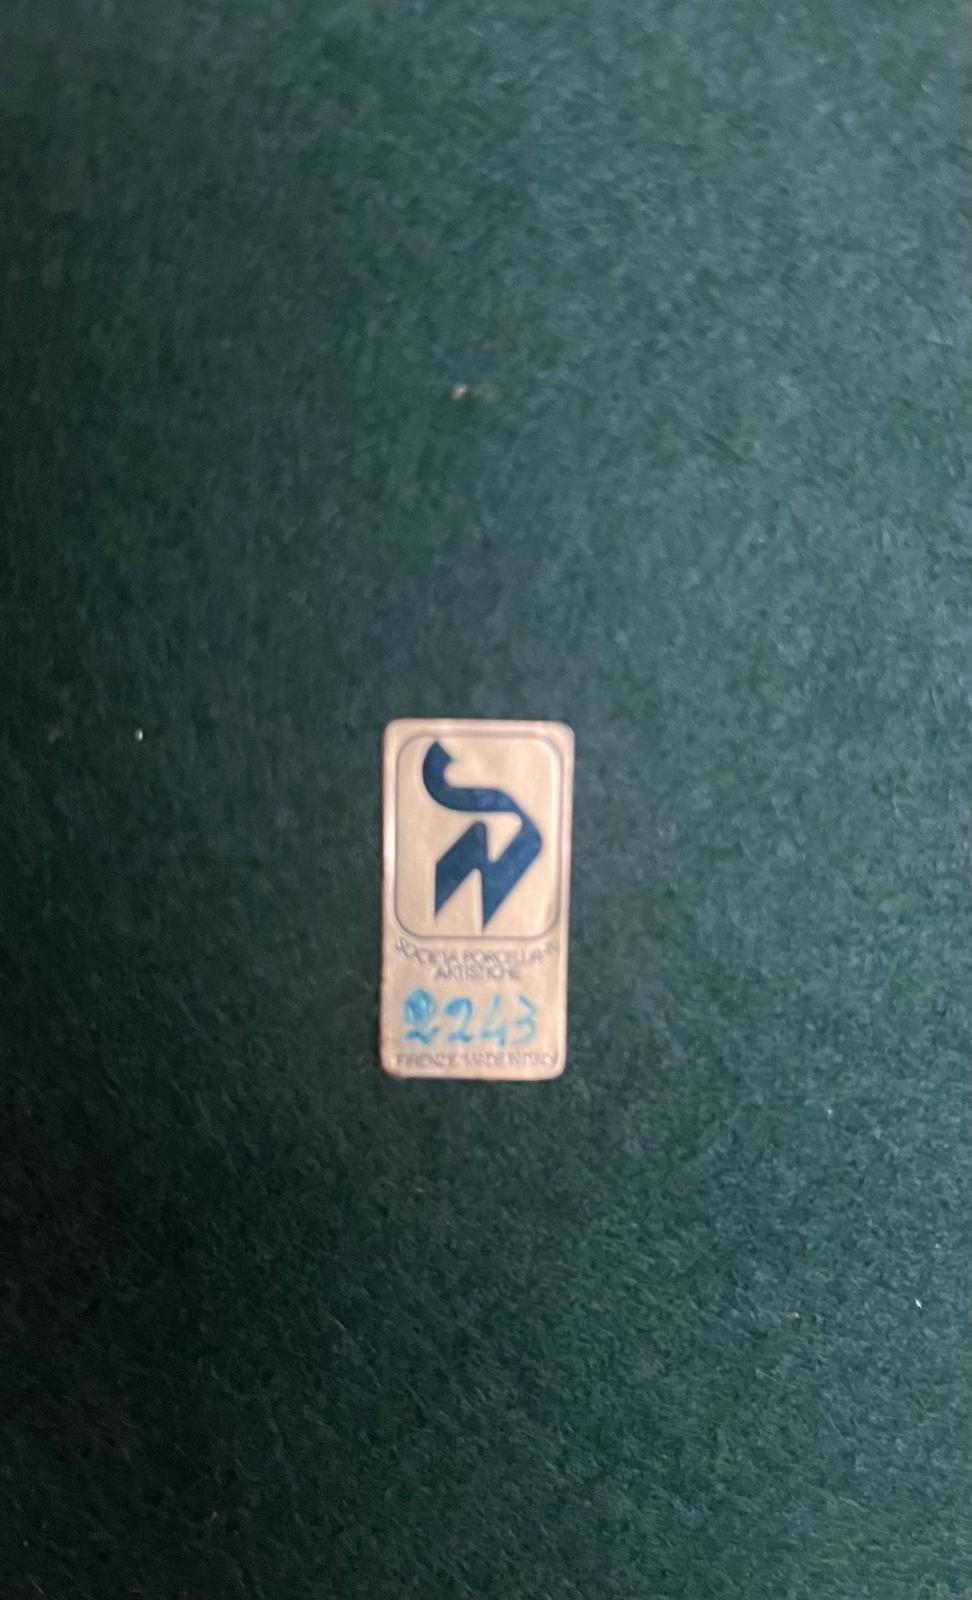 SOCIETA PORCELLANE
ARTISTICHE
2243
FIRENZE MADE IN ITALY